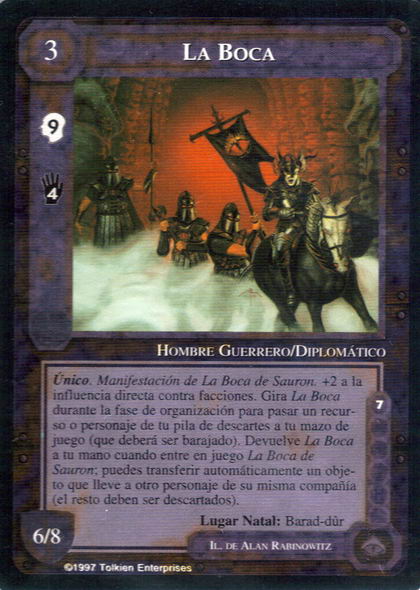 3
LA BOCA
9
4
HOMBRE GUERRERO/DIPLOMÁTICO
Único. Manifestación de La Boca de Sauron. +2 a la
influencia directa contra facciones. Gira La Boca
durante la fase de organización para pasar un recur-
so o personaje de tu pila de descartes a tu mazo de
juego (que deberá ser barajado). Devuelve La Boca
a tu mano cuando entre en juego La Boca de
Sauron; puedes transferir automáticamente un obje-
to que lleve a otro personaje de su misma compañía
(el resto deben ser descartados).
7
Lugar Natal: Barad-dûr
6/8
IL. DE ALAN RABINOWITZ
©1997 Tolkien Enterprises